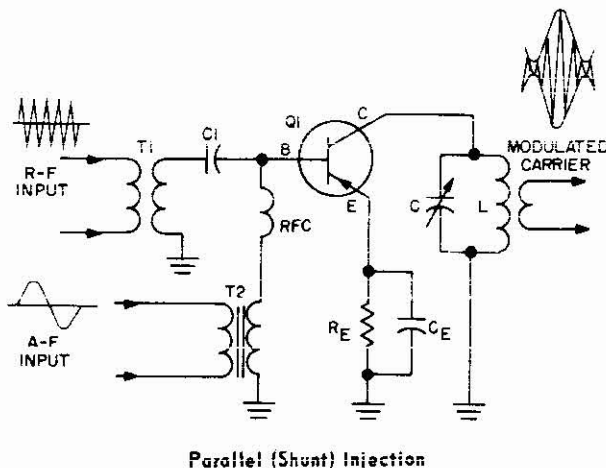 C
Q1
C1
T1
B
MODULATED
CARRIER
R-F
INPUT
E
C
L
RFC
T2
A-F
INPUT
RE
CE
Parallel (Shunt) Injection